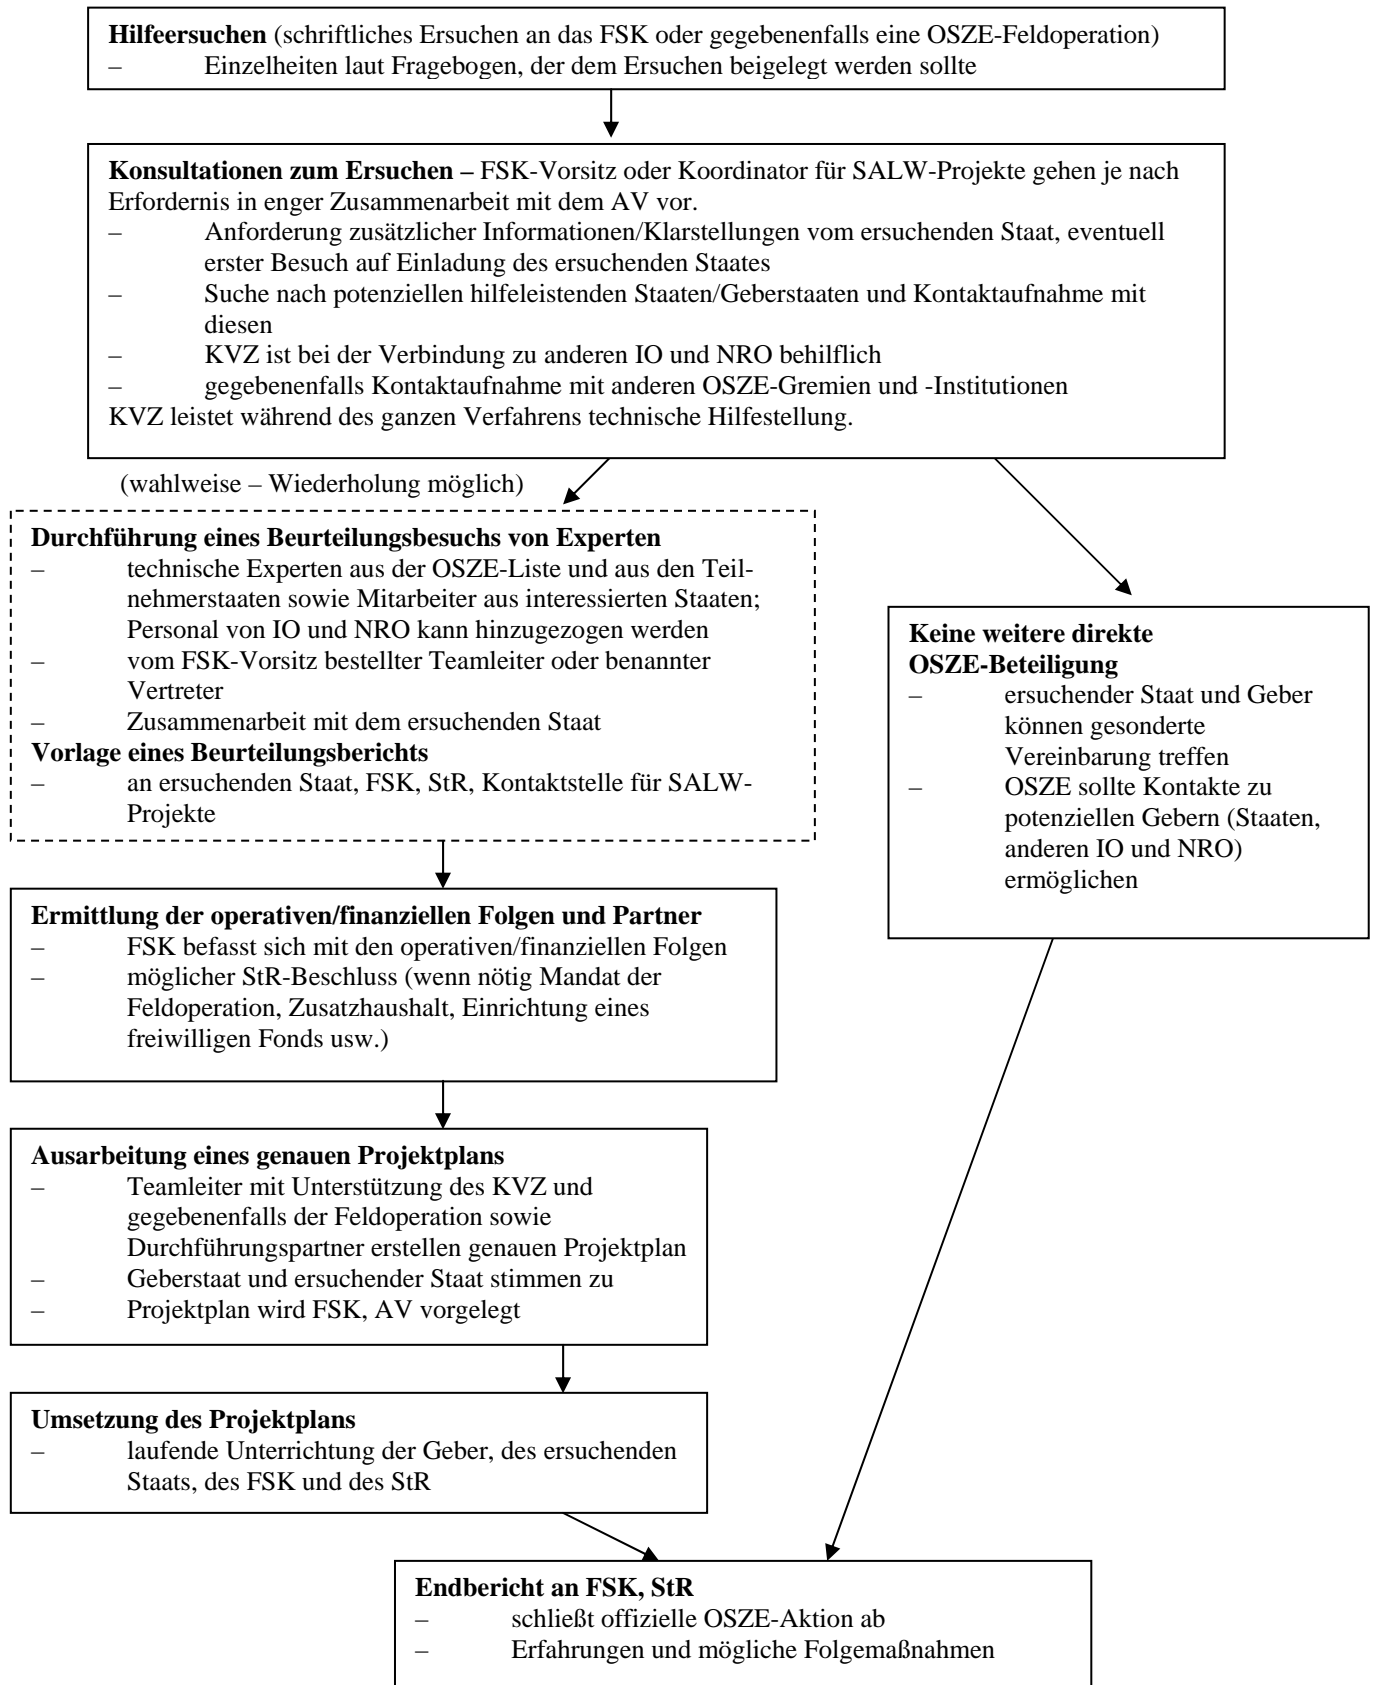 Hilfeersuchen (schriftliches Ersuchen an das FSK oder gegebenenfalls eine OSZE-Feldoperation)
– Einzelheiten laut Fragebogen, der dem Ersuchen beigelegt werden sollte
Konsultationen zum Ersuchen – FSK-Vorsitz oder Koordinator für SALW-Projekte gehen je nach
Erfordernis in enger Zusammenarbeit mit dem AV vor.
– Anforderung zusätzlicher Informationen/Klarstellungen vom ersuchenden Staat, eventuell
erster Besuch auf Einladung des ersuchenden Staates
– Suche nach potenziellen hilfeleistenden Staaten/Geberstaaten und Kontaktaufnahme mit
diesen
– KVZ ist bei der Verbindung zu anderen IO und NRO behilflich
– gegebenenfalls Kontaktaufnahme mit anderen OSZE-Gremien und -Institutionen
KVZ leistet während des ganzen Verfahrens technische Hilfestellung.
(wahlweise – Wiederholung möglich)
Durchführung eines Beurteilungsbesuchs von Experten
– technische Experten aus der OSZE-Liste und aus den Teil-
nehmerstaaten sowie Mitarbeiter aus interessierten Staaten;
Personal von IO und NRO kann hinzugezogen werden
– vom FSK-Vorsitz bestellter Teamleiter oder benannter
Vertreter
– Zusammenarbeit mit dem ersuchenden Staat
Vorlage eines Beurteilungsberichts
– an ersuchenden Staat, FSK, StR, Kontaktstelle für SALW-
Projekte
Keine weitere direkte
OSZE-Beteiligung
– ersuchender Staat und Geber
können gesonderte
Vereinbarung treffen
– OSZE sollte Kontakte zu
potenziellen Gebern (Staaten,
anderen IO und NRO)
ermöglichen
Ermittlung der operativen/finanziellen Folgen und Partner
– FSK befasst sich mit den operativen/finanziellen Folgen
– möglicher StR-Beschluss (wenn nötig Mandat der
Feldoperation, Zusatzhaushalt, Einrichtung eines
freiwilligen Fonds usw.)
Ausarbeitung eines genauen Projektplans
– Teamleiter mit Unterstützung des KVZ und
gegebenenfalls der Feldoperation sowie
Durchführungspartner erstellen genauen Projektplan
– Geberstaat und ersuchender Staat stimmen zu
– Projektplan wird FSK, AV vorgelegt
Umsetzung des Projektplans
– laufende Unterrichtung der Geber, des ersuchenden
Staats, des FSK und des StR
Endbericht an FSK, StR
– schließt offizielle OSZE-Aktion ab
– Erfahrungen und mögliche Folgemaßnahmen